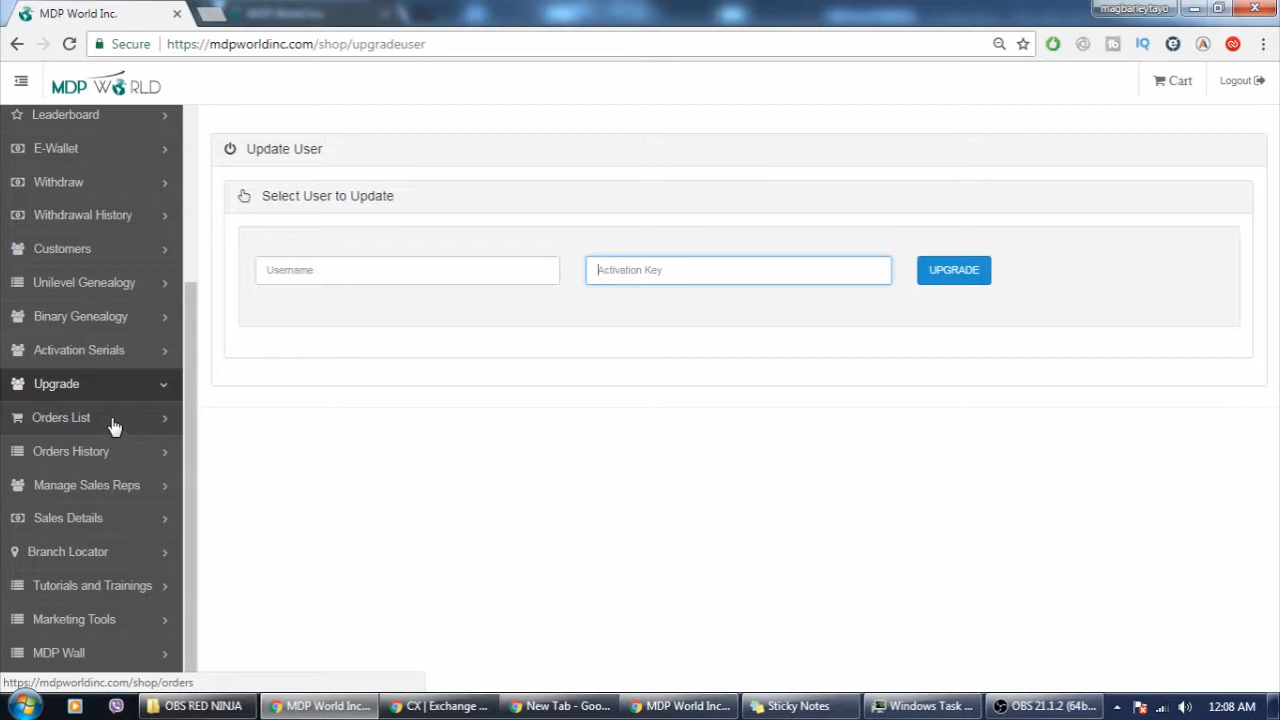 MDP World Inc.
magbarleytayo
Secure
https://mdpworldinc.com/shop/upgradeuser
MDP WORLD
Cart
Logout
Leaderboard
E-Wallet
Withdraw
Withdrawal History
Customers
Unilevel Genealogy
Binary Genealogy
Activation Serials
Upgrade
Orders List
Orders History
Manage Sales Reps
Sales Details
Branch Locator
Tutorials and Trainings
Marketing Tools
MDP Wall
Update User
Select User to Update
Username
Activation Key
UPGRADE
https://mdpworldinc.com/shop/orders
OBS RED NINJA
MDP World Inc...
CX | Exchange ...
New Tab - Goo...
MDP World Inc...
Sticky Notes
Windows Task ...
OBS 21.1.2 (64b...
12:08 AM